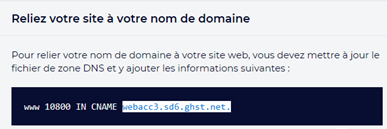 Reliez votre site à votre nom de domaine
Pour relier votre nom de domaine à votre site web, vous devez mettre à jour le
fichier de zone DNS et y ajouter les informations suivantes :
www 10800 IN CNAME webacc3.sd6.ghst.net.